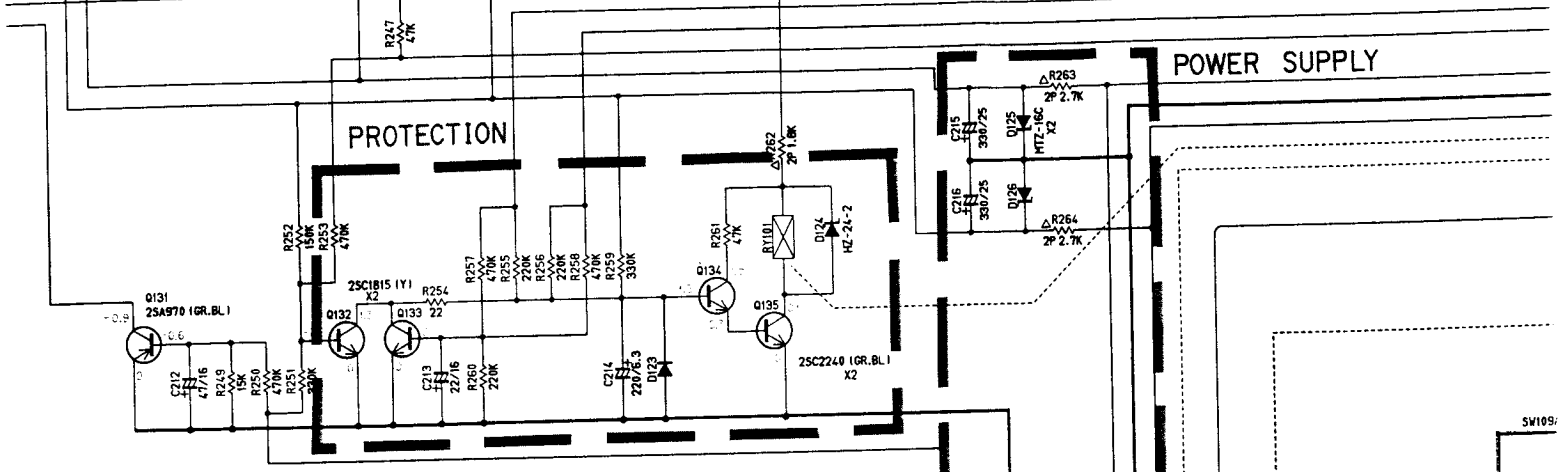 R247
47K
PROTECTION
POWER SUPPLY
R263
2P 2.7K
C215
330/25
D125
MTZ-16C
X2
C216
330/25
D126
R264
2P 2.7K
2P 1.8K
R252
150K
R253
470K
R257
470K
R255
220K
R256
220K
R258
470K
R259
330K
R261
47K
RY101
D124
HZ-24-2
Q131
2SA970 (GR.BL)
-0.9
-0.6
2SC1815 (Y)
X2
R254
22
Q132
Q133
Q134
Q135
2SC2240 (GR.BL)
X2
C212
47/16
R249
15K
R250
470K
R251
C213
22/16
R260
220K
C214
220/6.3
D123